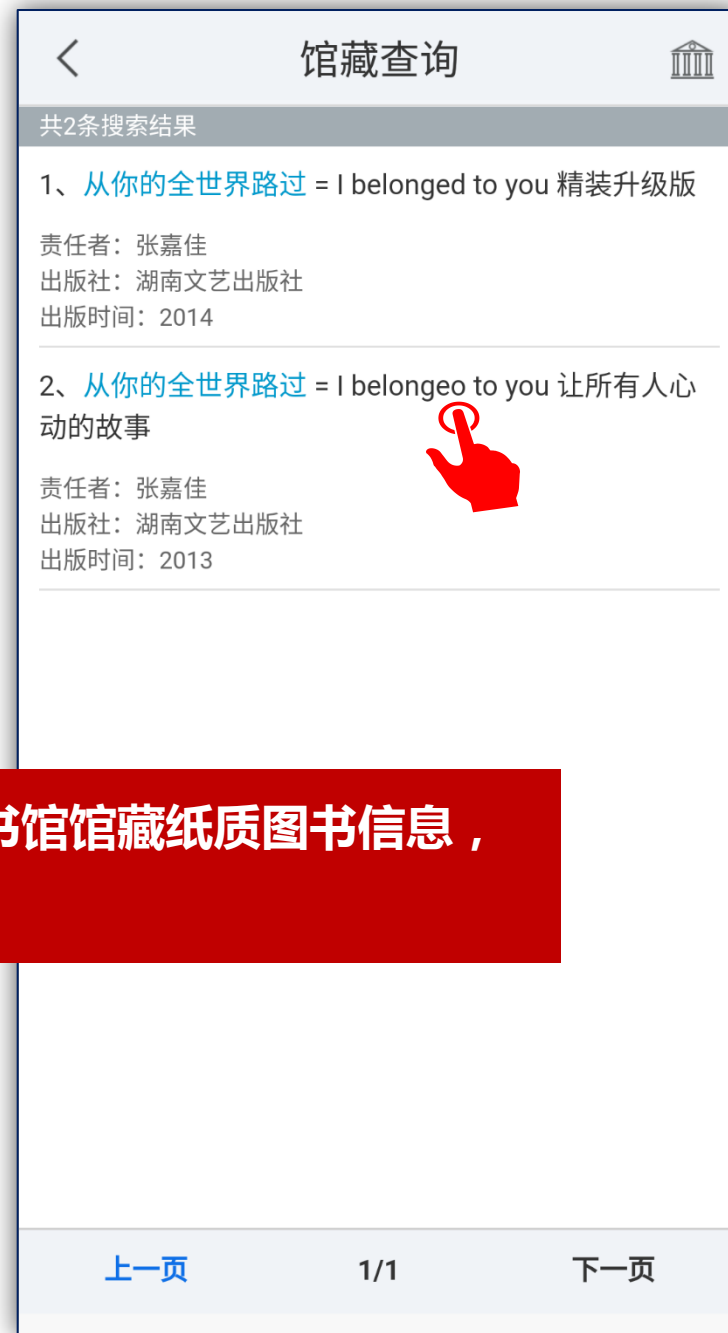 馆藏查询
共2条搜索结果
1、从你的全世界路过 = I belonged to you 精装升级版
责任者：张嘉佳
出版社：湖南文艺出版社
出版时间：2014
2、从你的全世界路过 = I belongeo to you 让所有人心
动的故事
责任者：张嘉佳
出版社：湖南文艺出版社
出版时间：2013
书馆馆藏纸质图书信息，
上一页 1/1 下一页